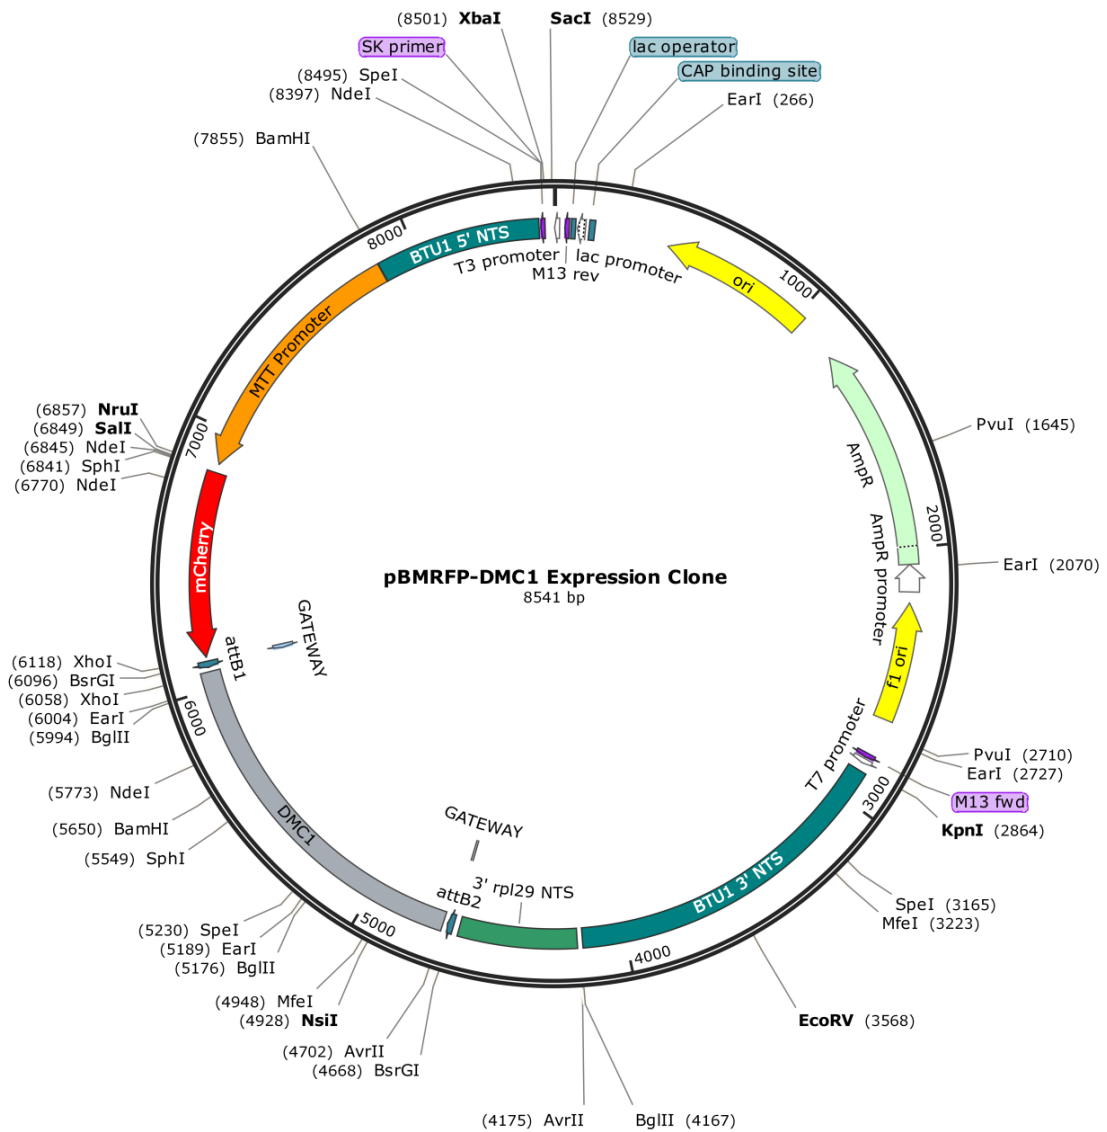 (8501) XbaI
SacI (8529)
SK primer
lac operator
(8495) SpeI
CAP binding site
(8397) NdeI
EarI (266)
(7855) BamHI
8000
BTU1 5' NTS
T3 promoter
M13 rev
lac promoter
ori
1000
MTT Promoter
AmpR
PvuI (1645)
(6857) NruI
(6849) SalI
(6845) NdeI
(6841) SphI
(6770) NdeI
7000
mCherry
2000
AmpR promoter
EarI (2070)
pBMRFP-DMC1 Expression Clone
8541 bp
GATEWAY
attB1
f1 ori
(6118) XhoI
(6096) BsrGI
(6058) XhoI
(6004) EarI
(5994) BglII
6000
T7 promoter
PvuI (2710)
EarI (2727)
M13 fwd
KpnI (2864)
3000
(5773) NdeI
(5650) BamHI
(5549) SphI
DMC1
GATEWAY
attB2
3' rpl29 NTS
BTU1 3' NTS
SpeI (3165)
MfeI (3223)
(5230) SpeI
(5189) EarI
(5176) BglII
5000
4000
(4948) MfeI
(4928) NsiI
EcoRV (3568)
(4702) AvrII
(4668) BsrGI
(4175) AvrII
BglII (4167)